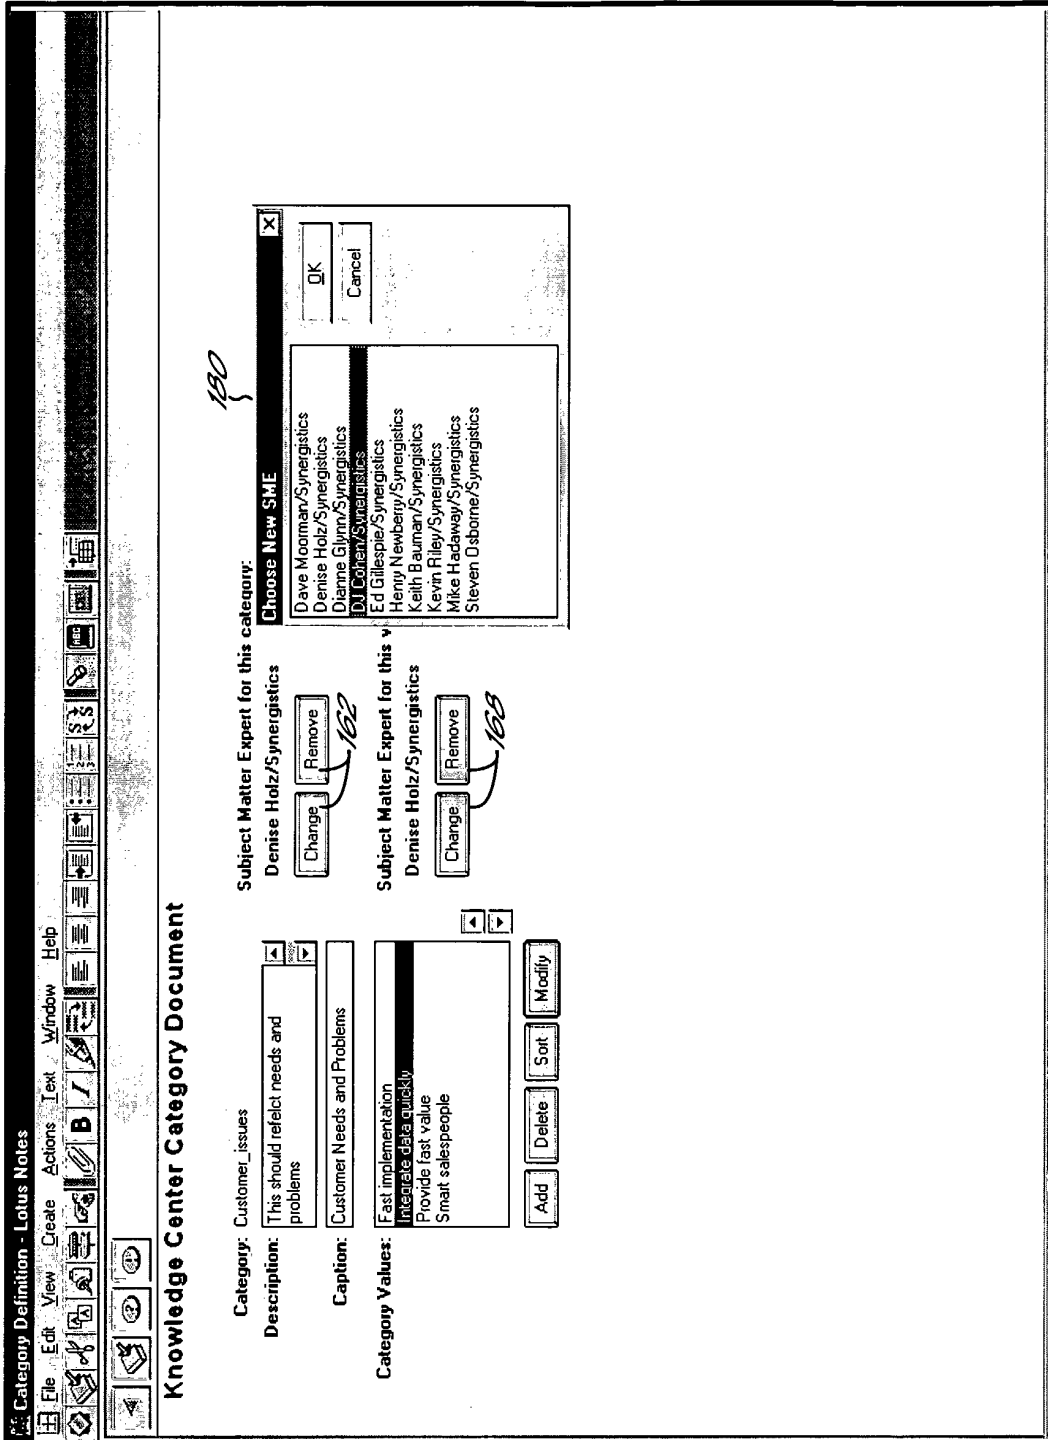 Category Definition - Lotus Notes
File Edit View Create Actions Text Window Help
B I
ABC
Knowledge Center Category Document
Category: Customer_issues
Description: This should refelct needs and
problems
Caption: Customer Needs and Problems
Category Values: Fast implementation
Integrate data quickly
Provide fast value
Smart salespeople
Add Delete Sort Modify
Subject Matter Expert for this category:
Denise Holz/Synergistics
Change Remove
162
Subject Matter Expert for this v
Denise Holz/Synergistics
Change Remove
168
180
Choose New SME
Dave Moorman/Synergistics
Denise Holz/Synergistics
Dianne Glynn/Synergistics
DJ Cohen/Synergistics
Ed Gillespie/Synergistics
Henry Newberry/Synergistics
Keith Bauman/Synergistics
Kevin Riley/Synergistics
Mike Hadaway/Synergistics
Steven Osborne/Synergistics
OK
Cancel